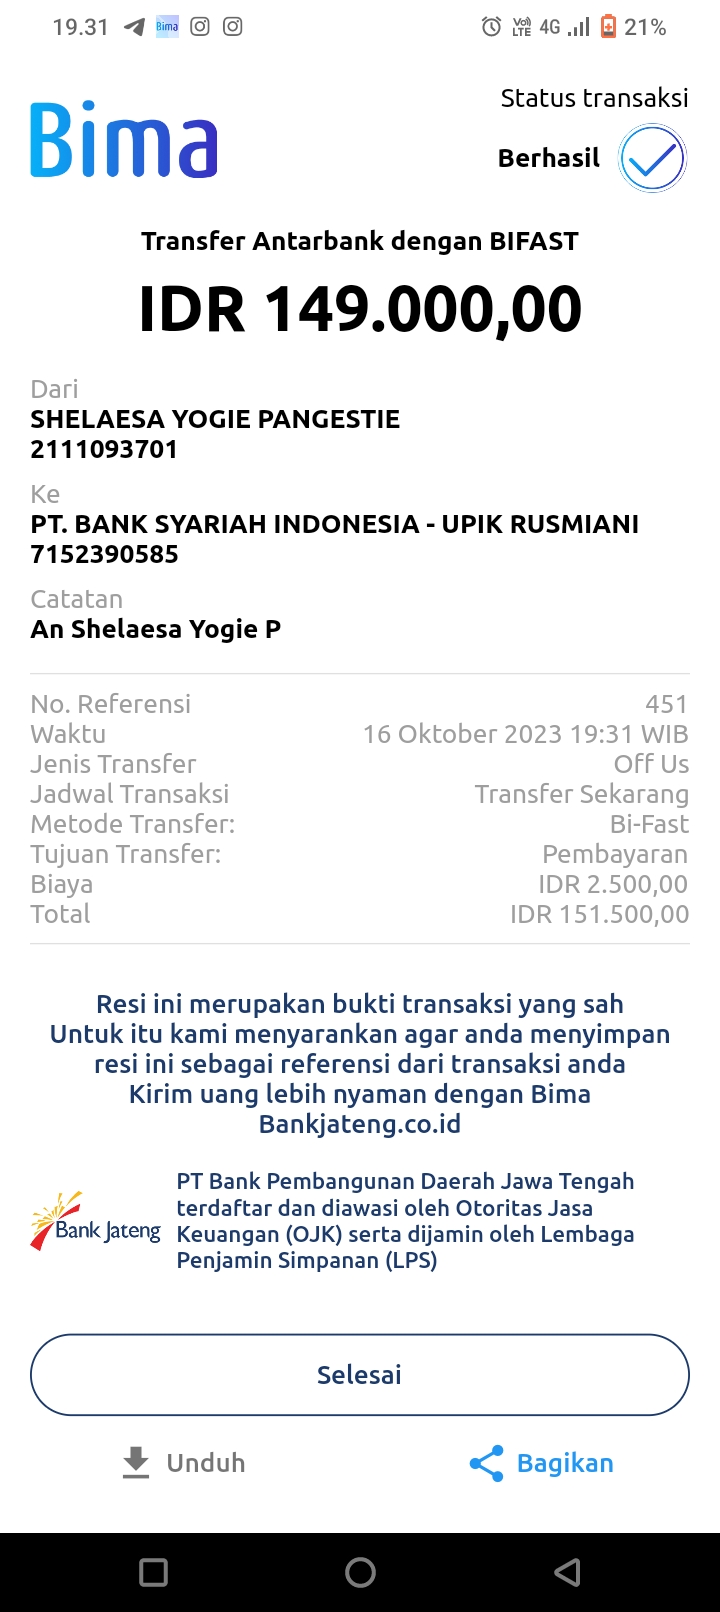 19.31 Bima Vo) LTE 4G 21%
Status transaksi
Bima
Berhasil
Transfer Antarbank dengan BIFAST
IDR 149.000,00
Dari
SHELAESA YOGIE PANGESTIE
2111093701
Ke
PT. BANK SYARIAH INDONESIA - UPIK RUSMIANI
7152390585
Catatan
An Shelaesa Yogie P
No. Referensi 451
Waktu 16 Oktober 2023 19:31 WIB
Jenis Transfer Off Us
Jadwal Transaksi Transfer Sekarang
Metode Transfer: Bi-Fast
Tujuan Transfer: Pembayaran
Biaya IDR 2.500,00
Total IDR 151.500,00
Resi ini merupakan bukti transaksi yang sah
Untuk itu kami menyarankan agar anda menyimpan
resi ini sebagai referensi dari transaksi anda
Kirim uang lebih nyaman dengan Bima
Bankjateng.co.id
Bank Jateng
PT Bank Pembangunan Daerah Jawa Tengah
terdaftar dan diawasi oleh Otoritas Jasa
Keuangan (OJK) serta dijamin oleh Lembaga
Penjamin Simpanan (LPS)
Selesai
Unduh Bagikan